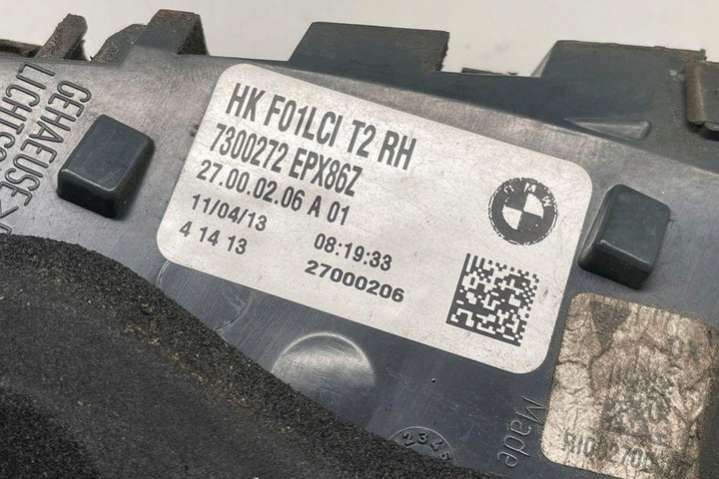 GEHAEUSE
HK F01LCI T2 RH
7300272 EPX86Z
27.00.02.06 A 01
11/04/13 08:19:33
4 14 13 27000206
BMW
Made